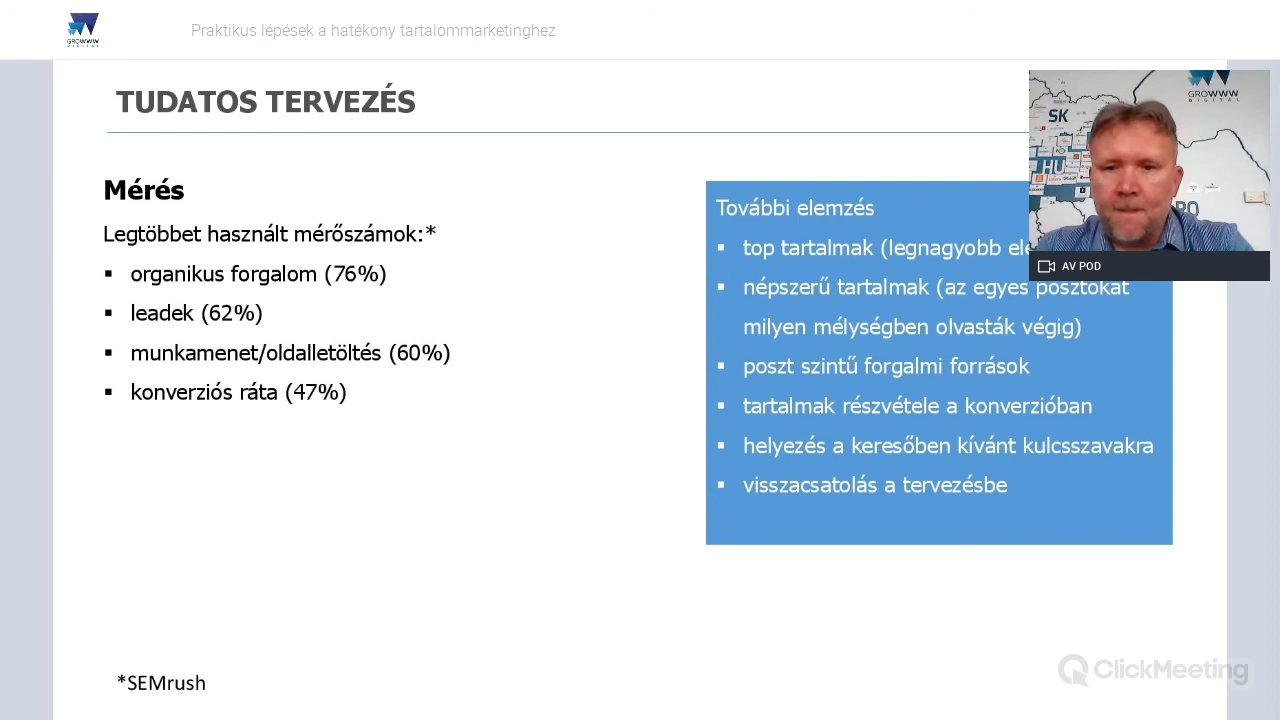 GROWWW
DIGITAL
Praktikus lépések a hatékony tartalommarketinghez
TUDATOS TERVEZÉS
Mérés
Legtöbbet használt mérőszámok:*
▪ organikus forgalom (76%)
▪ leadek (62%)
▪ munkamenet/oldalletöltés (60%)
▪ konverziós ráta (47%)
További elemzés
▪ top tartalmak (legnagyobb
▪ népszerű tartalmak (az egyes posztokat
milyen mélységben olvasták végig)
▪ poszt szintű forgalmi források
▪ tartalmak részvétele a konverzióban
▪ helyezés a keresőben kívánt kulcsszavakra
▪ visszacsatolás a tervezésbe
GROWWW
DIGITAL
SK
HU
RO
AV POD
*SEMrush
ClickMeeting